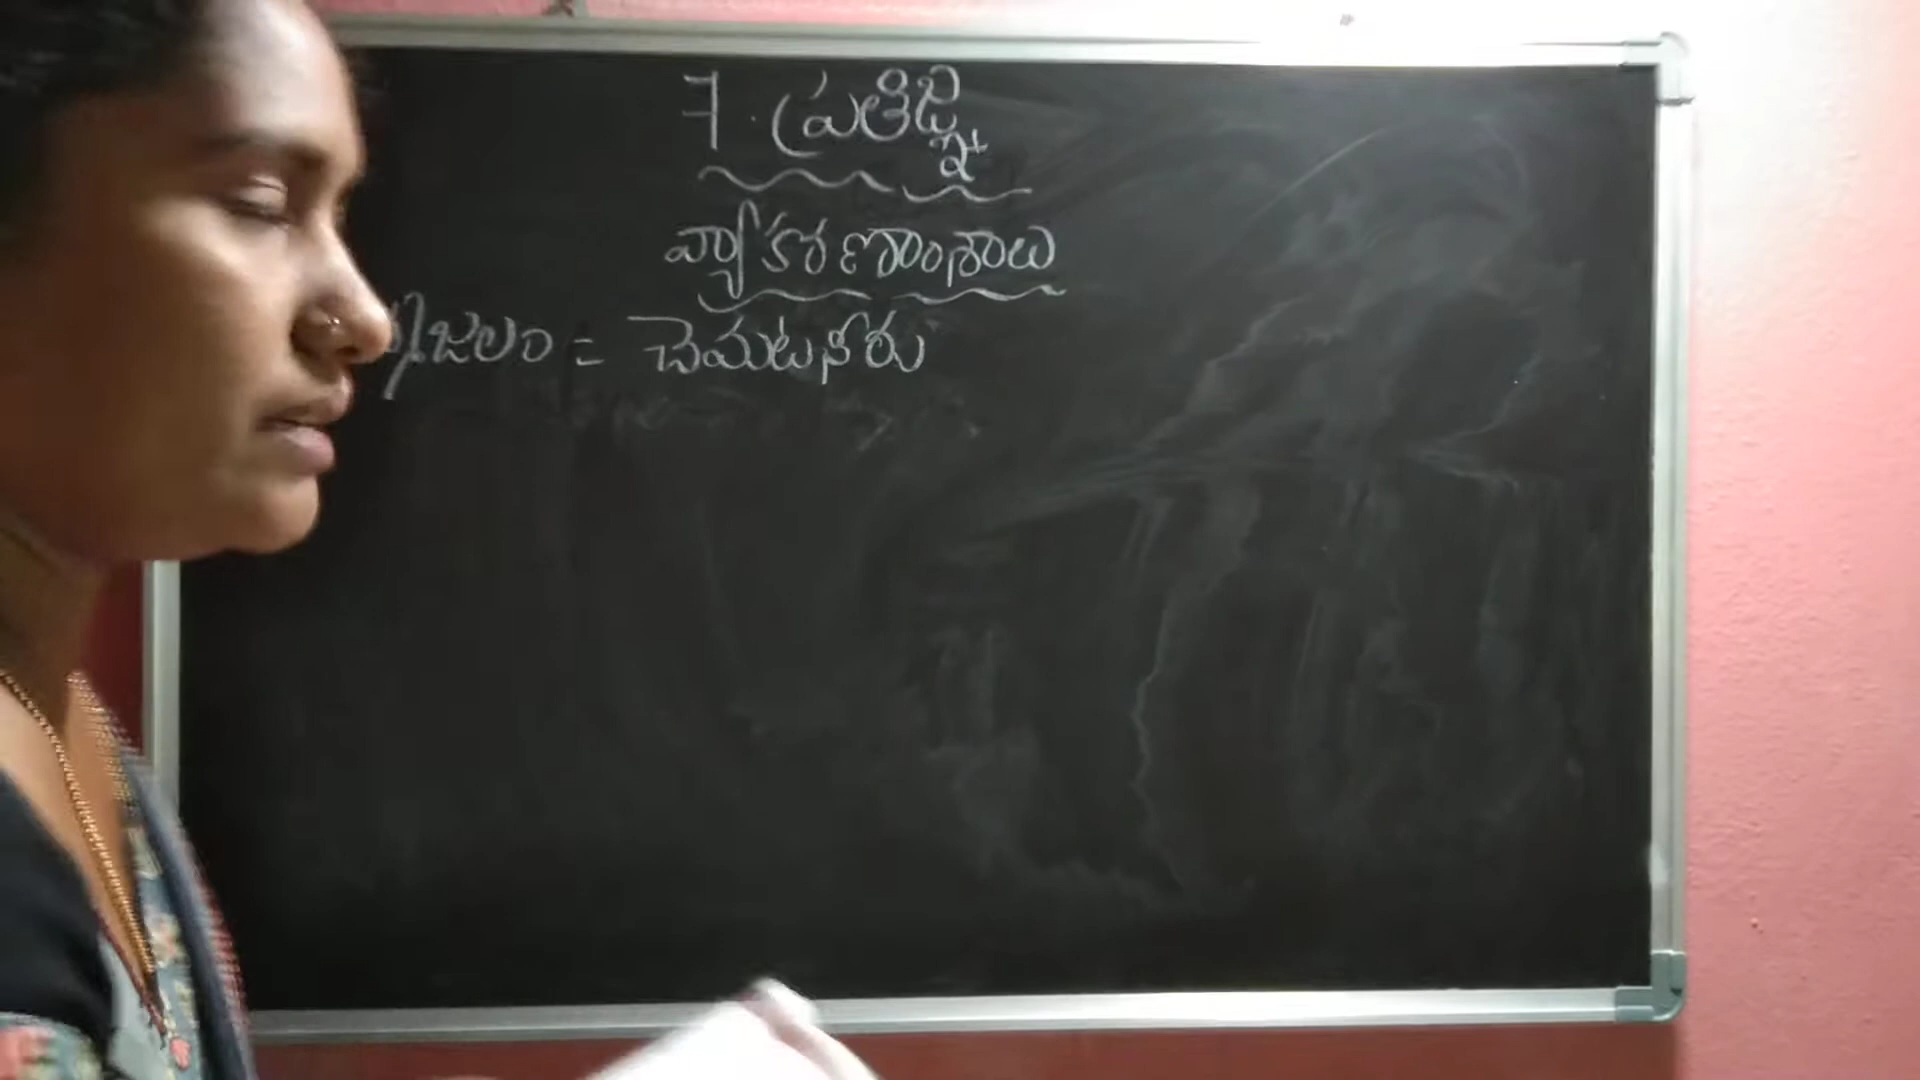 7. ప్రతిజ్ఞ
వ్యాకరణాంశాలు
జలం = చెమటనీరు